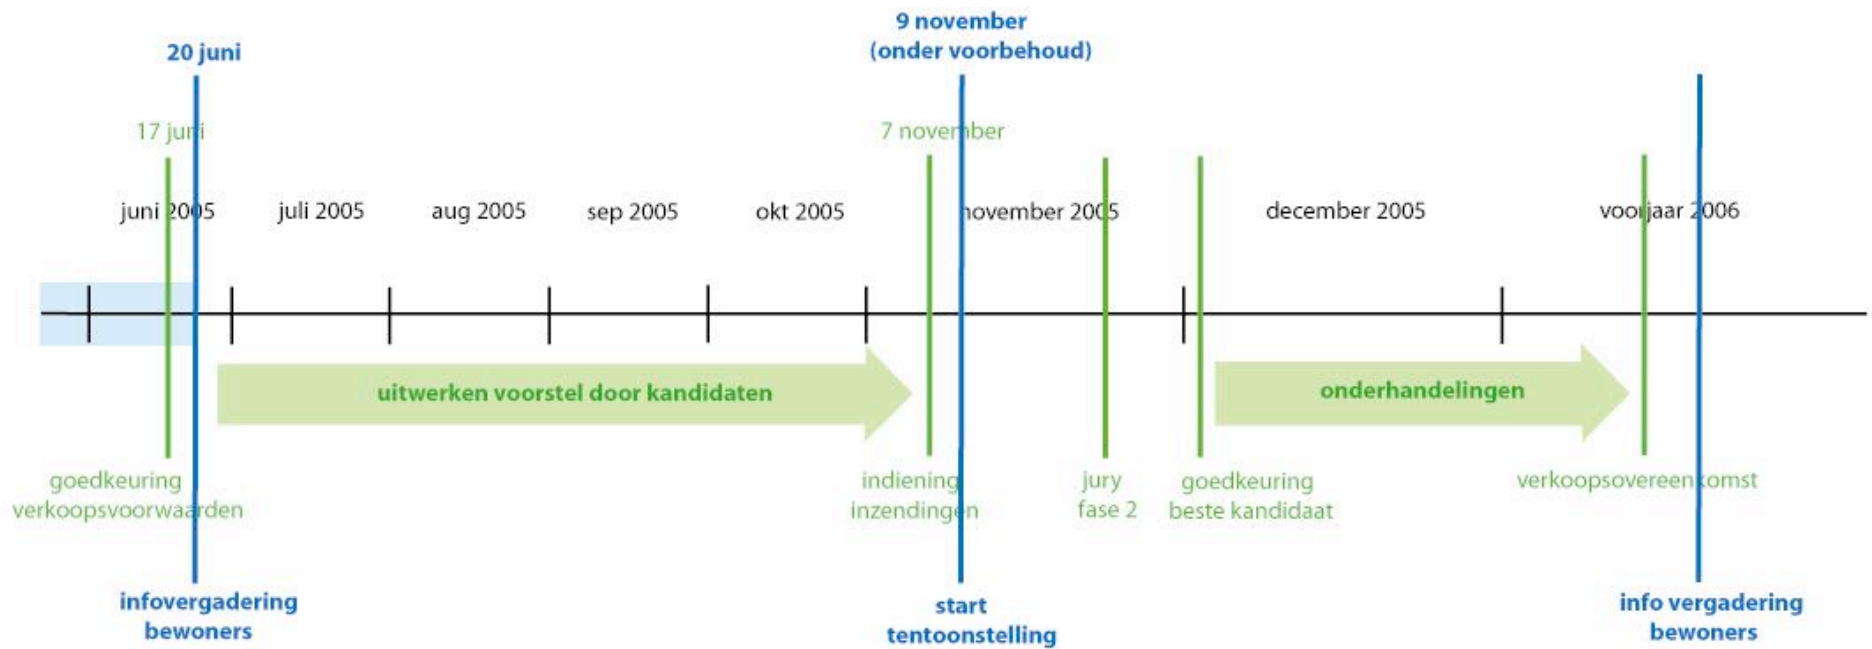 9 november
(onder voorbehoud)
20 juni
17 juni
7 november
juni 2005
juli 2005
aug 2005
sep 2005
okt 2005
november 2005
december 2005
voorjaar 2006
uitwerken voorstel door kandidaten
onderhandelingen
goedkeuring
verkoopsvoorwaarden
indiening
inzendingen
jury
fase 2
goedkeuring
beste kandidaat
verkoopsovereenkomst
infovergadering
bewoners
start
tentoonstelling
info vergadering
bewoners